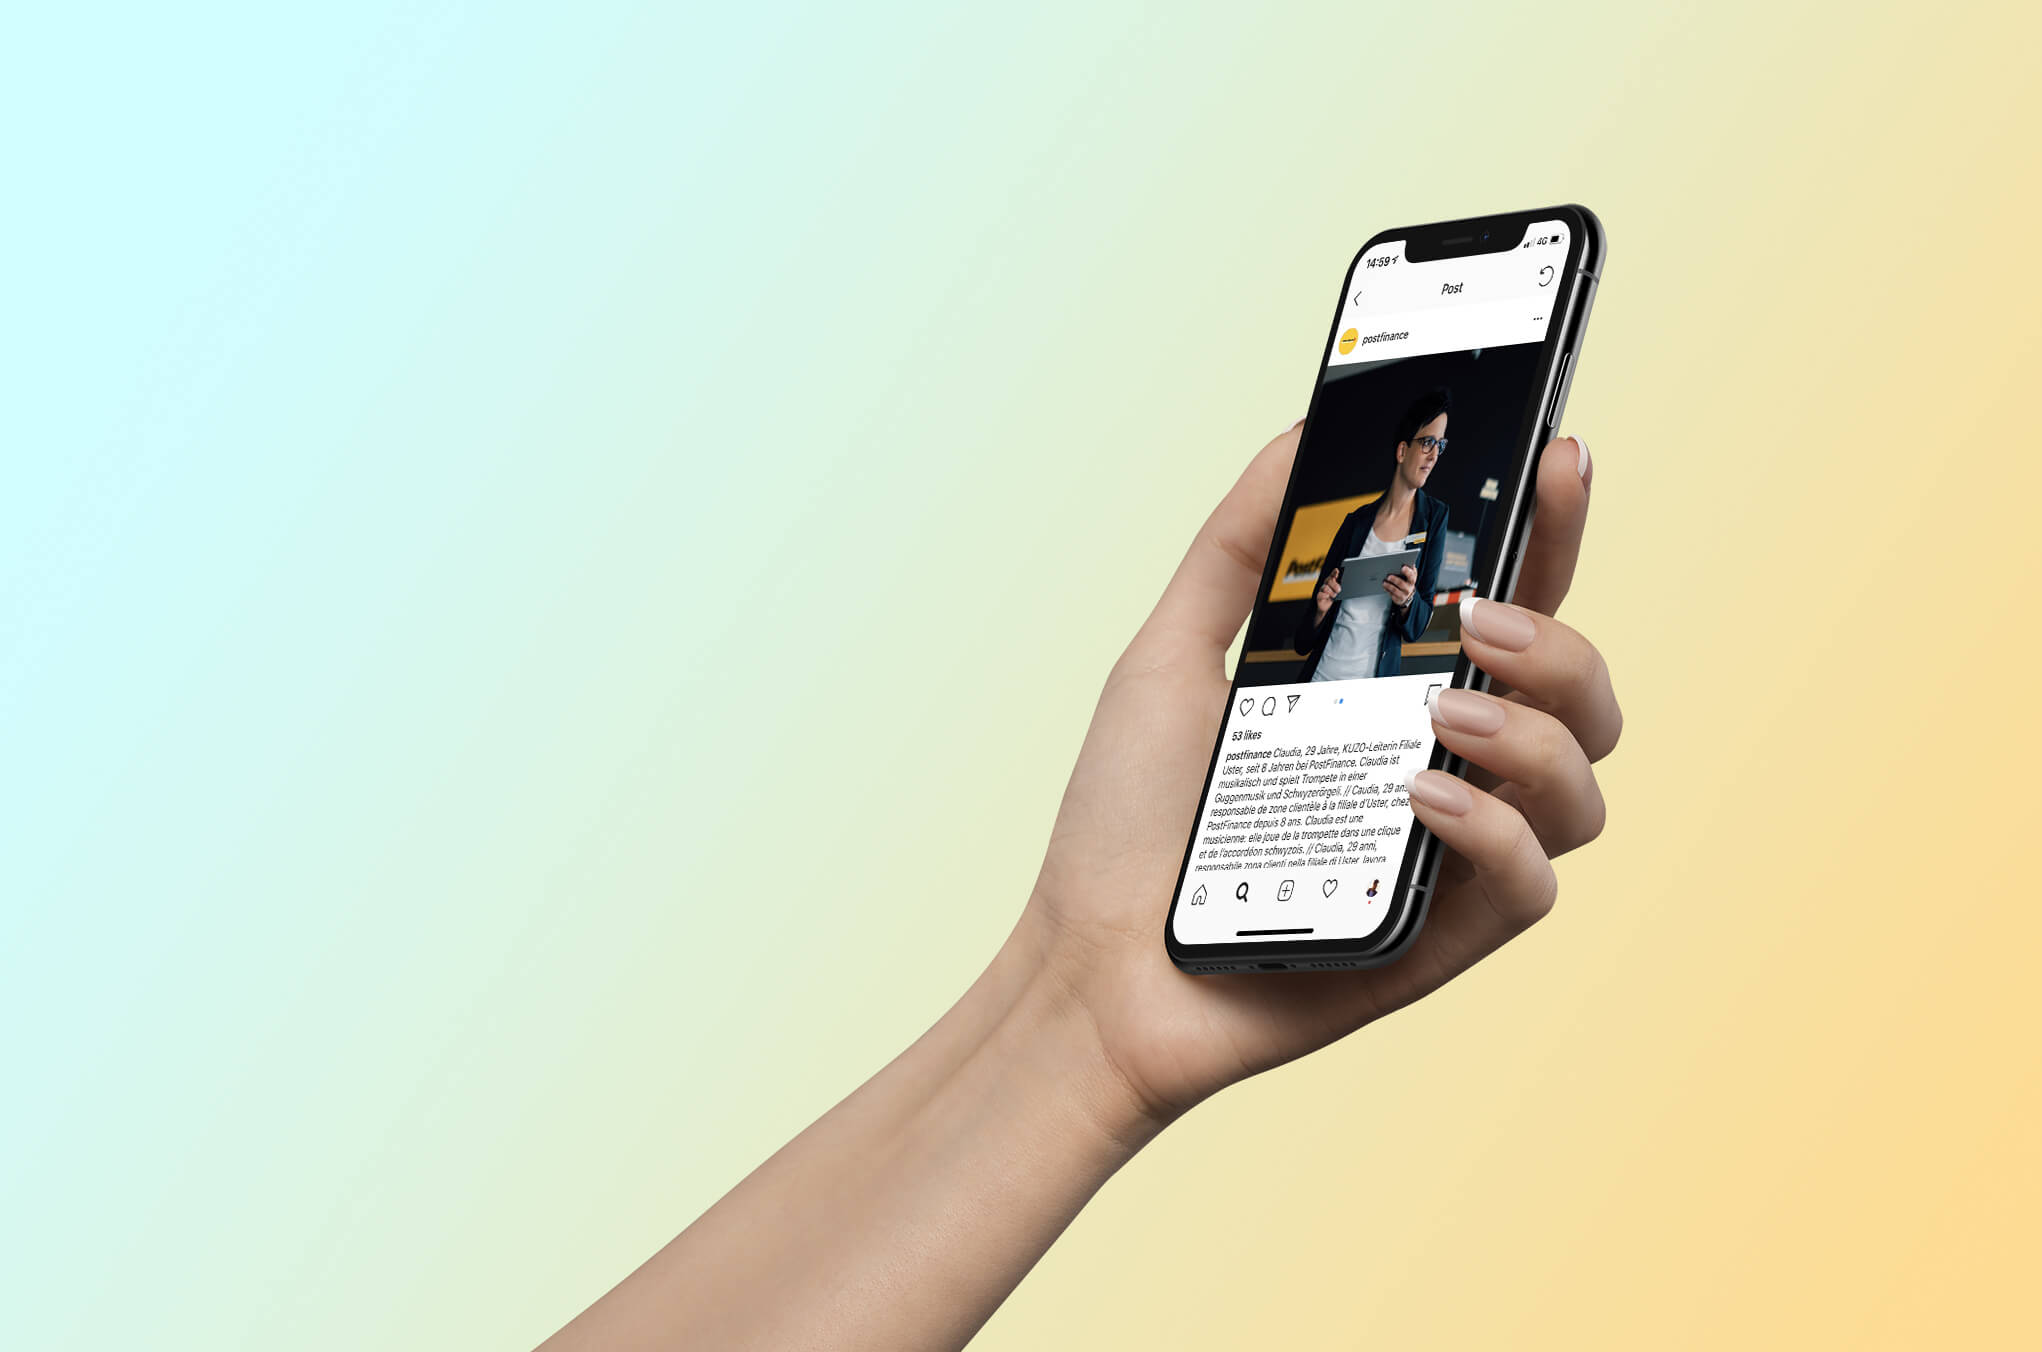 14:59
4G
Post
postfinance
53 likes
postfinance Claudia, 29 Jahre, KUZO-Leiterin Filiale
Uster, seit 8 Jahren bei PostFinance. Claudia ist
musikalisch und spielt Trompete in einer
Guggenmusik und Schwyzerörgeli. // Caudia, 29 ans,
responsable de zone clientèle à la filiale d'Uster, chez
PostFinance depuis 8 ans. Claudia est une
musicienne: elle joue de la trompette dans une clique
et de l'accordéon schwyzois. // Claudia, 29 anni,
responsabile zona clienti nella filiale di Uster, lavora